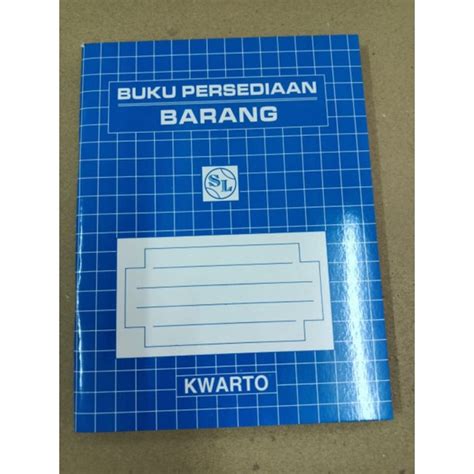 BUKU PERSEDIAAN
BARANG
SL
KWARTO